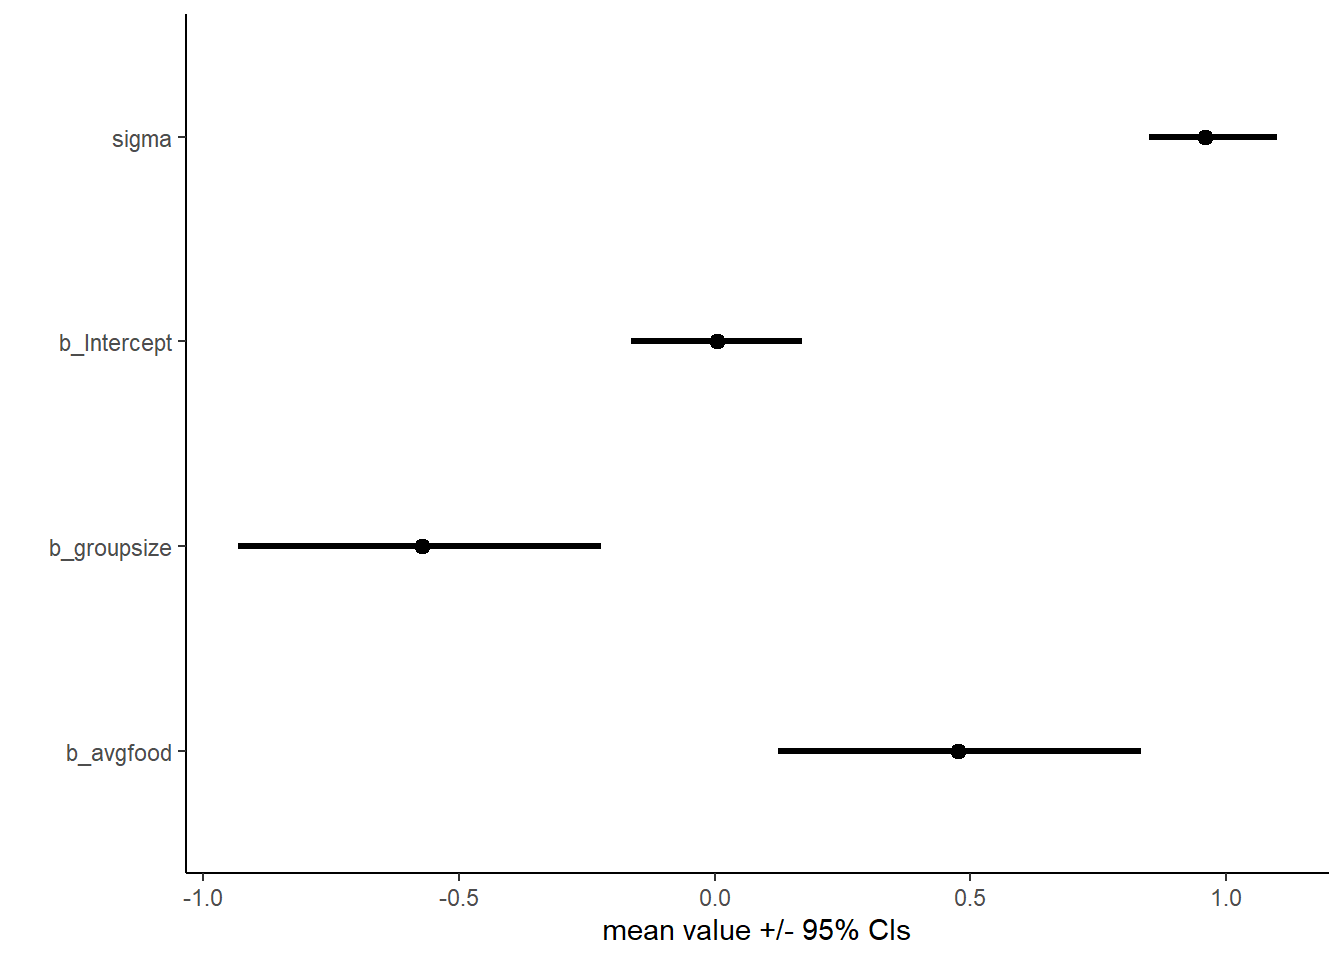 sigma
b_Intercept
b_groupsize
b_avgfood
-1.0 -0.5 0.0 0.5 1.0
mean value +/- 95% CIs